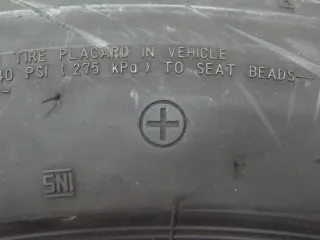 TIRE PLACARD IN VEHICLE
40 PSI (275 kPa) TO SEAT BEADS—
SNI